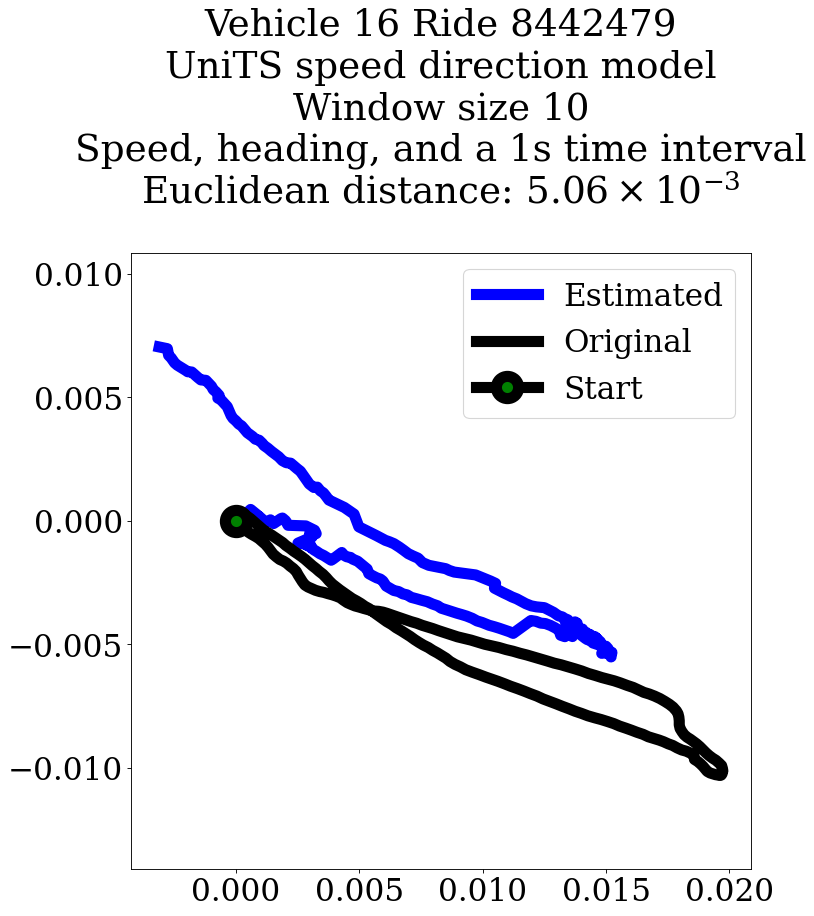 Vehicle 16 Ride 8442479
UniTS speed direction model
Window size 10
Speed, heading, and a 1s time interval
Euclidean distance: 5.06 × 10⁻³
Estimated
Original
Start
0.010
0.005
0.000
−0.005
−0.010
0.000 0.005 0.010 0.015 0.020